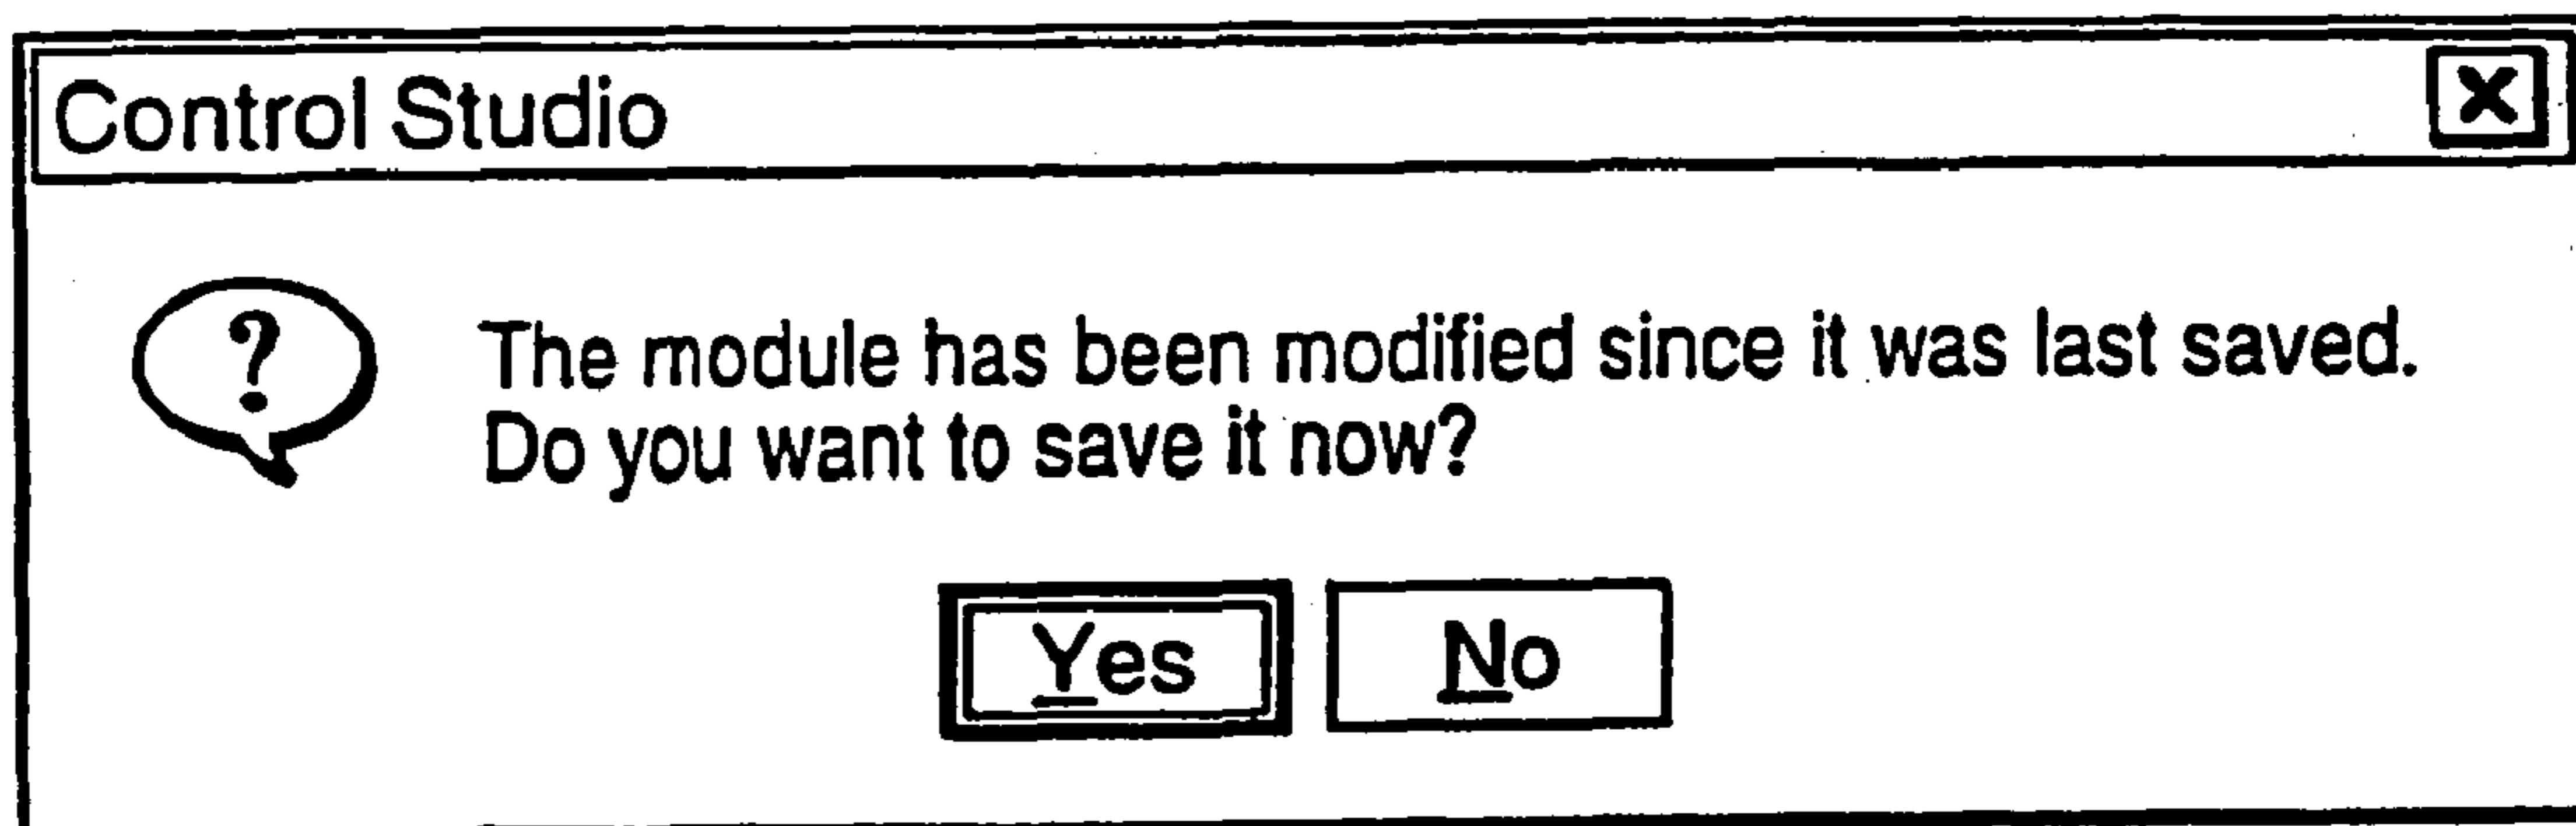 Control Studio
The module has been modified since it was last saved.
Do you want to save it now?
Yes No